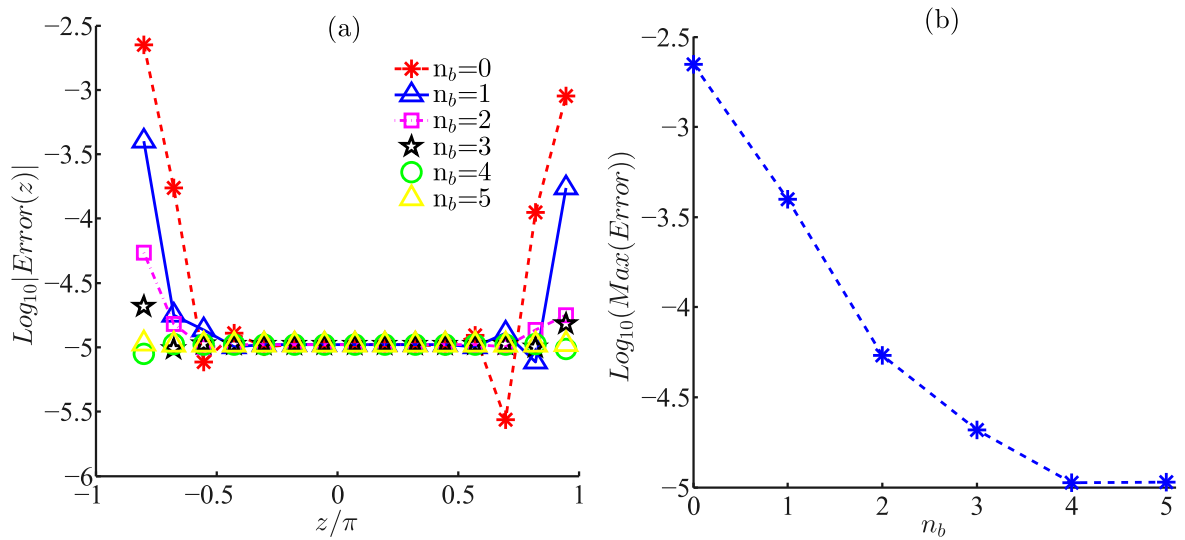 (a)
−2.5
−3
−3.5
−4
−4.5
−5
−5.5
−6
−1
−0.5
0
0.5
1
z/π
Log₁₀|Error(z)|
n_b=0
n_b=1
n_b=2
n_b=3
n_b=4
n_b=5
(b)
−2.5
−3
−3.5
−4
−4.5
−5
0
1
2
3
4
5
n_b
Log₁₀(Max(Error))